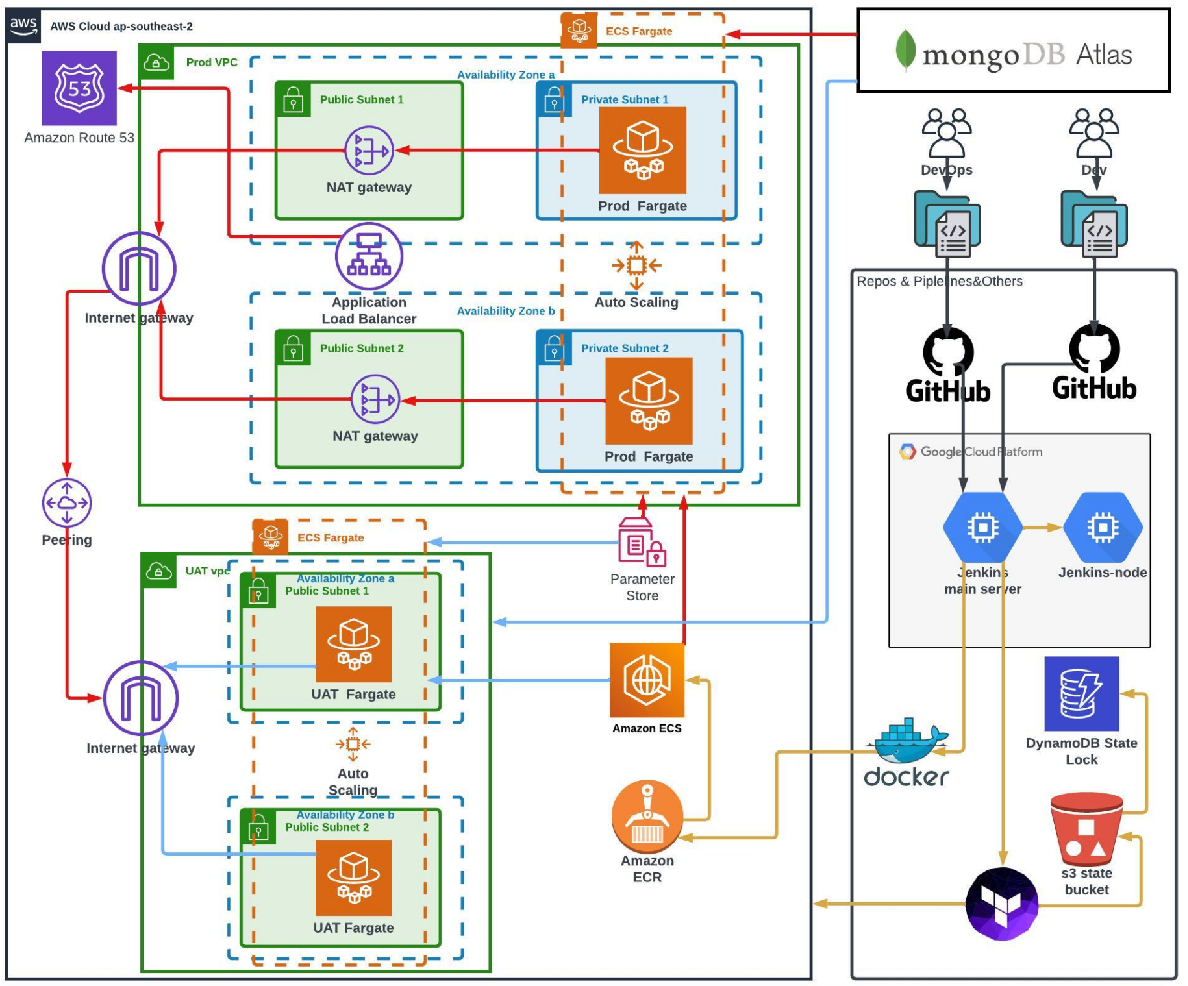 aws
AWS Cloud ap-southeast-2
ECS Fargate
mongoDB Atlas
Prod VPC
53
Amazon Route 53
Availability Zone a
Public Subnet 1
Private Subnet 1
NAT gateway
Prod Fargate
DevOps
Dev
Internet gateway
Application
Load Balancer
Auto Scaling
Repos & Piplelnes&Others
Availability Zone b
Public Subnet 2
Private Subnet 2
NAT gateway
Prod Fargate
GitHub
GitHub
Google Cloud Platform
Peering
ECS Fargate
Parameter
Store
Jenkins
main server
Jenkins-node
UAT vpc
Availability Zone a
Public Subnet 1
UAT Fargate
Internet gateway
Amazon ECS
Auto
Scaling
DynamoDB State
Lock
docker
Availability Zone b
Public Subnet 2
UAT Fargate
Amazon
ECR
s3 state
bucket